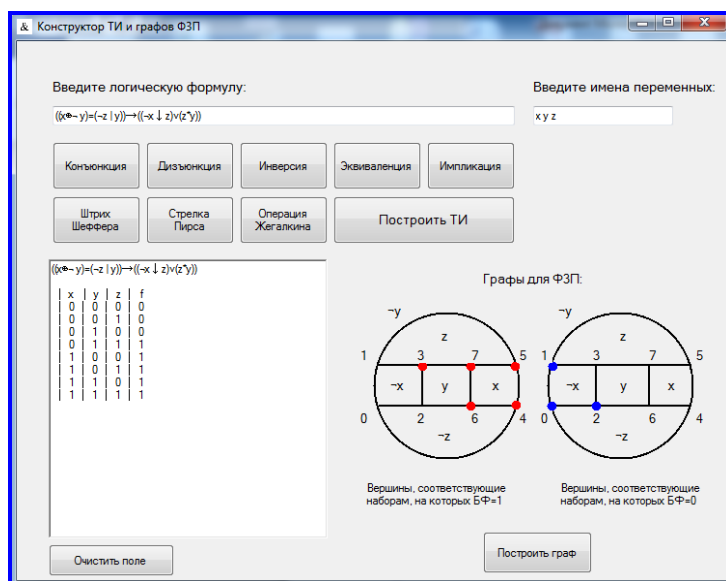 & Конструктор ТИ и графов ФЗП
Введите логическую формулу:
Введите имена переменных:
((x⊕¬ y)=(¬z | y))→((¬x ↓ z)∨(z*y))
x y z
Конъюнкция
Дизъюнкция
Инверсия
Эквиваленция
Импликация
Штрих Шеффера
Стрелка Пирса
Операция Жегалкина
Построить ТИ
((x⊕¬ y)=(¬z | y))→((¬x ↓ z)∨(z*y))
| x | y | z | f
| 0 | 0 | 0 | 0
| 0 | 0 | 1 | 0
| 0 | 1 | 0 | 0
| 0 | 1 | 1 | 1
| 1 | 0 | 0 | 1
| 1 | 0 | 1 | 1
| 1 | 1 | 0 | 1
| 1 | 1 | 1 | 1
Графы для ФЗП:
¬y ¬y
z z
1 3 7 5 1 3 7 5
¬x y x ¬x y x
0 2 6 4 0 2 6 4
¬z ¬z
Вершины, соответствующие
наборам, на которых БФ=1
Вершины, соответствующие
наборам, на которых БФ=0
Очистить поле
Построить граф